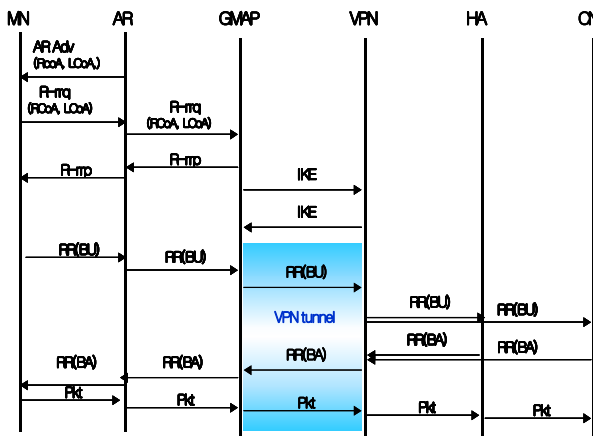 MN AR GMAP VPN HA
AR Adv
(RcoA, LCoA,)
R-rrq
(RCoA, LCoA)
R-rrq
(RCoA, LCoA)
R-rrp
R-rrp
IKE
IKE
RR(BU)
RR(BU)
RR(BU)
RR(BU)
RR(BU)
VPN tunnel
RR(BA)
RR(BA)
RR(BA)
RR(BA)
RR(BA)
Pkt
Pkt
Pkt
Pkt
Pkt